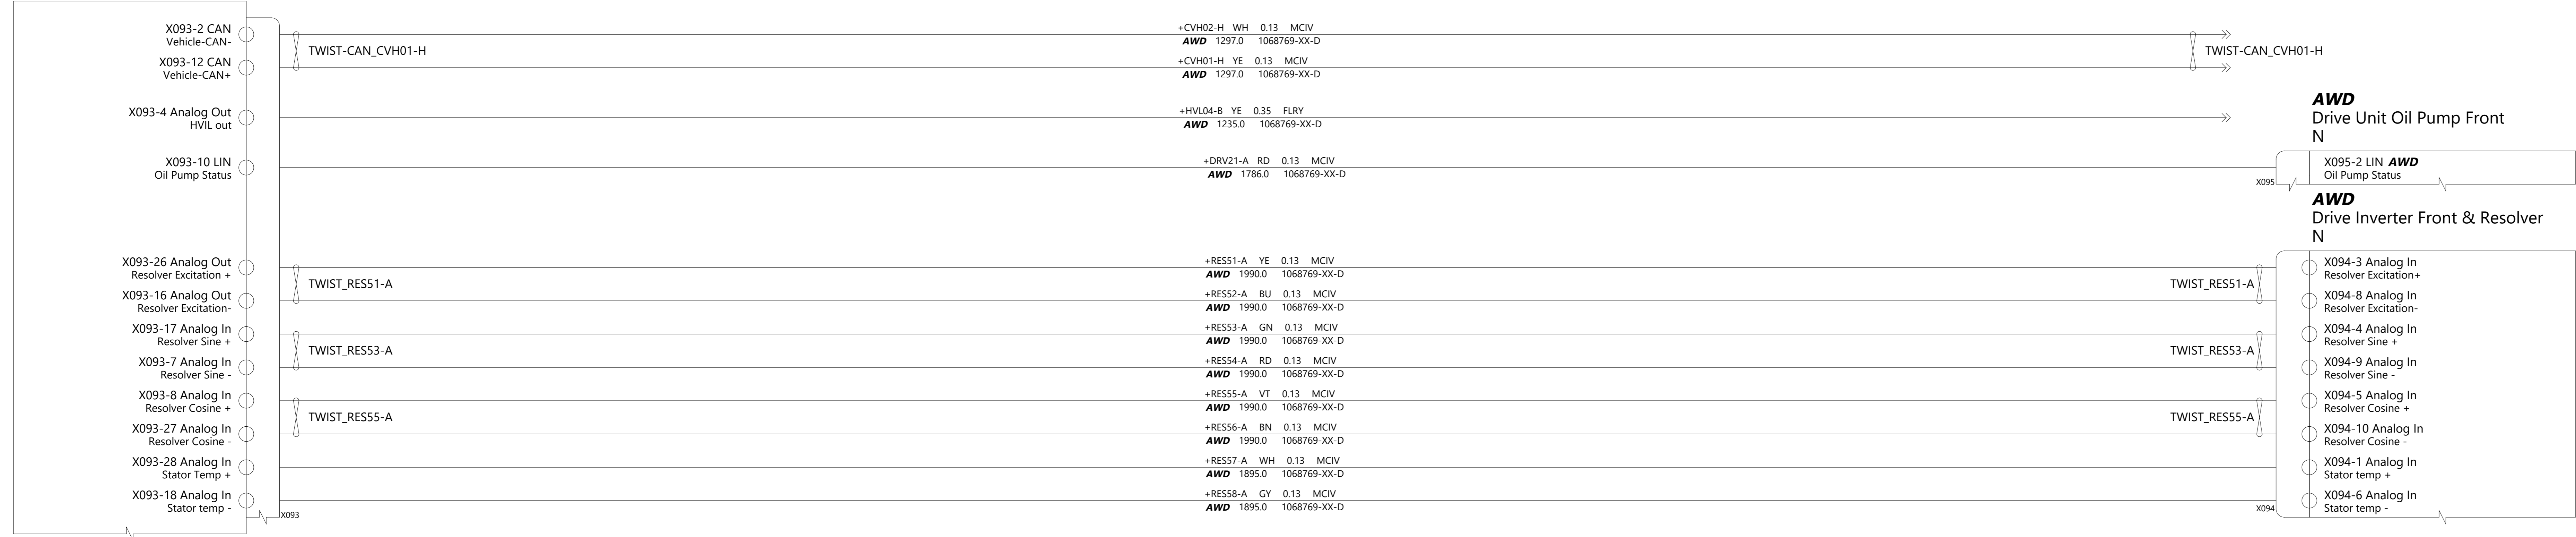 X093-2 CAN
Vehicle-CAN-
X093-12 CAN
Vehicle-CAN+
X093-4 Analog Out
HVIL out
X093-10 LIN
Oil Pump Status
X093-26 Analog Out
Resolver Excitation +
X093-16 Analog Out
Resolver Excitation-
X093-17 Analog In
Resolver Sine +
X093-7 Analog In
Resolver Sine -
X093-8 Analog In
Resolver Cosine +
X093-27 Analog In
Resolver Cosine -
X093-28 Analog In
Stator Temp +
X093-18 Analog In
Stator temp -
X093
TWIST-CAN_CVH01-H
TWIST_RES51-A
TWIST_RES53-A
TWIST_RES55-A
+CVH02-H WH 0.13 MCIV
AWD 1297.0 1068769-XX-D
+CVH01-H YE 0.13 MCIV
AWD 1297.0 1068769-XX-D
+HVL04-B YE 0.35 FLRY
AWD 1235.0 1068769-XX-D
+DRV21-A RD 0.13 MCIV
AWD 1786.0 1068769-XX-D
+RES51-A YE 0.13 MCIV
AWD 1990.0 1068769-XX-D
+RES52-A BU 0.13 MCIV
AWD 1990.0 1068769-XX-D
+RES53-A GN 0.13 MCIV
AWD 1990.0 1068769-XX-D
+RES54-A RD 0.13 MCIV
AWD 1990.0 1068769-XX-D
+RES55-A VT 0.13 MCIV
AWD 1990.0 1068769-XX-D
+RES56-A BN 0.13 MCIV
AWD 1990.0 1068769-XX-D
+RES57-A WH 0.13 MCIV
AWD 1895.0 1068769-XX-D
+RES58-A GY 0.13 MCIV
AWD 1895.0 1068769-XX-D
TWIST-CAN_CVH01-H
TWIST_RES51-A
TWIST_RES53-A
TWIST_RES55-A
AWD
Drive Unit Oil Pump Front
N
X095-2 LIN AWD
Oil Pump Status
X095
AWD
Drive Inverter Front & Resolver
N
X094-3 Analog In
Resolver Excitation+
X094-8 Analog In
Resolver Excitation-
X094-4 Analog In
Resolver Sine +
X094-9 Analog In
Resolver Sine -
X094-5 Analog In
Resolver Cosine +
X094-10 Analog In
Resolver Cosine -
X094-1 Analog In
Stator temp +
X094-6 Analog In
Stator temp -
X094